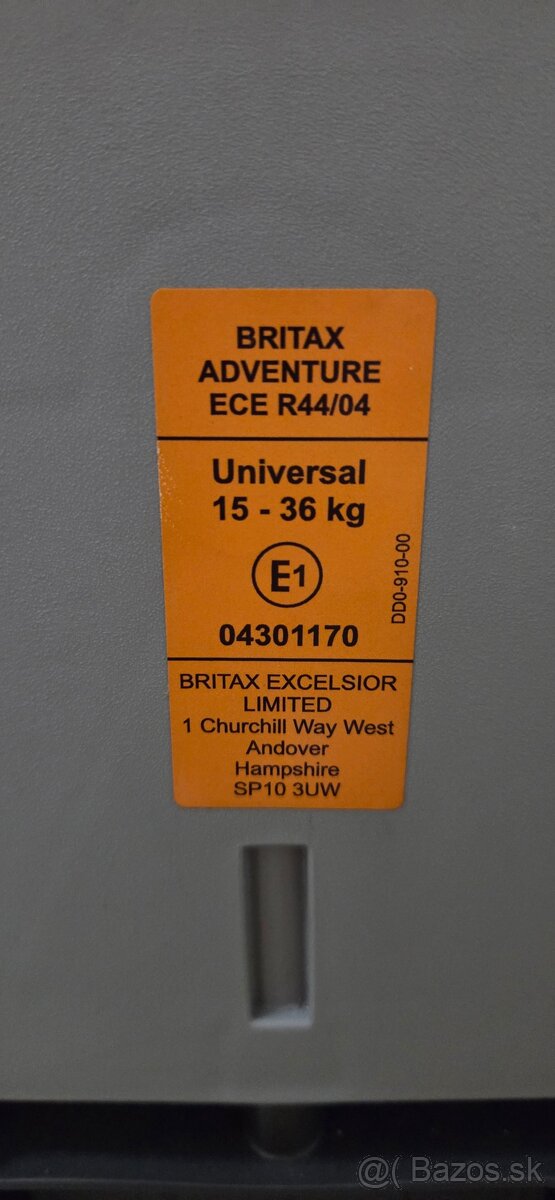 BRITAX
ADVENTURE
ECE R44/04
Universal
15 - 36 kg
E1
04301170
DD0-910-00
BRITAX EXCELSIOR
LIMITED
1 Churchill Way West
Andover
Hampshire
SP10 3UW
@( Bazos.sk